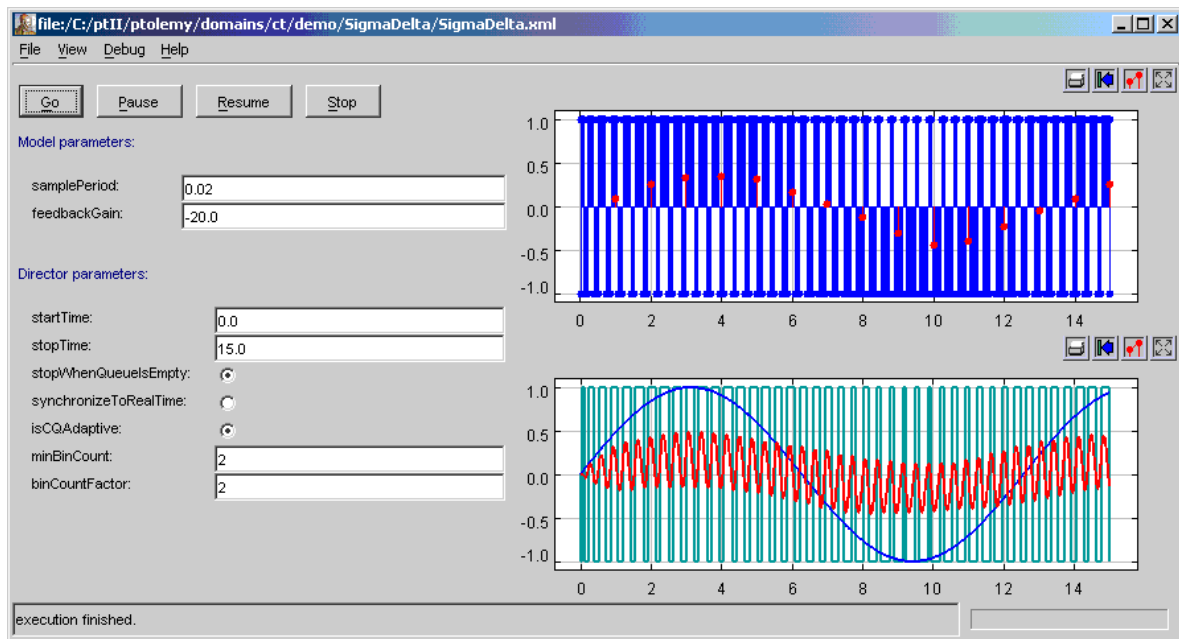 file:/C:/ptII/ptolemy/domains/ct/demo/SigmaDelta/SigmaDelta.xml
File View Debug Help
Go Pause Resume Stop
Model parameters:
samplePeriod: 0.02
feedbackGain: -20.0
Director parameters:
startTime: 0.0
stopTime: 15.0
stopWhenQueueIsEmpty:
synchronizeToRealTime:
isCQAdaptive:
minBinCount: 2
binCountFactor: 2
1.0
0.5
0.0
-0.5
-1.0
0 2 4 6 8 10 12 14
1.0
0.5
0.0
-0.5
-1.0
0 2 4 6 8 10 12 14
execution finished.